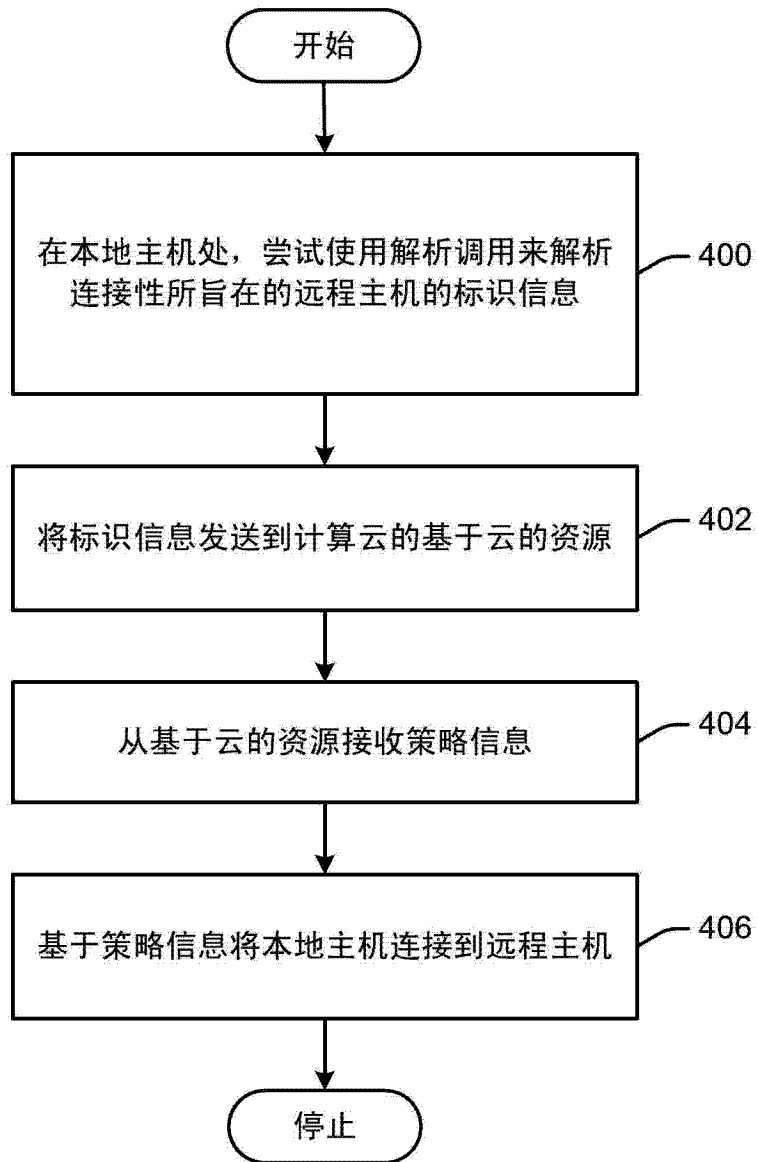 开始
在本地主机处，尝试使用解析调用来解析
连接性所旨在的远程主机的标识信息
400
将标识信息发送到计算云的基于云的资源
402
从基于云的资源接收策略信息
404
基于策略信息将本地主机连接到远程主机
406
停止